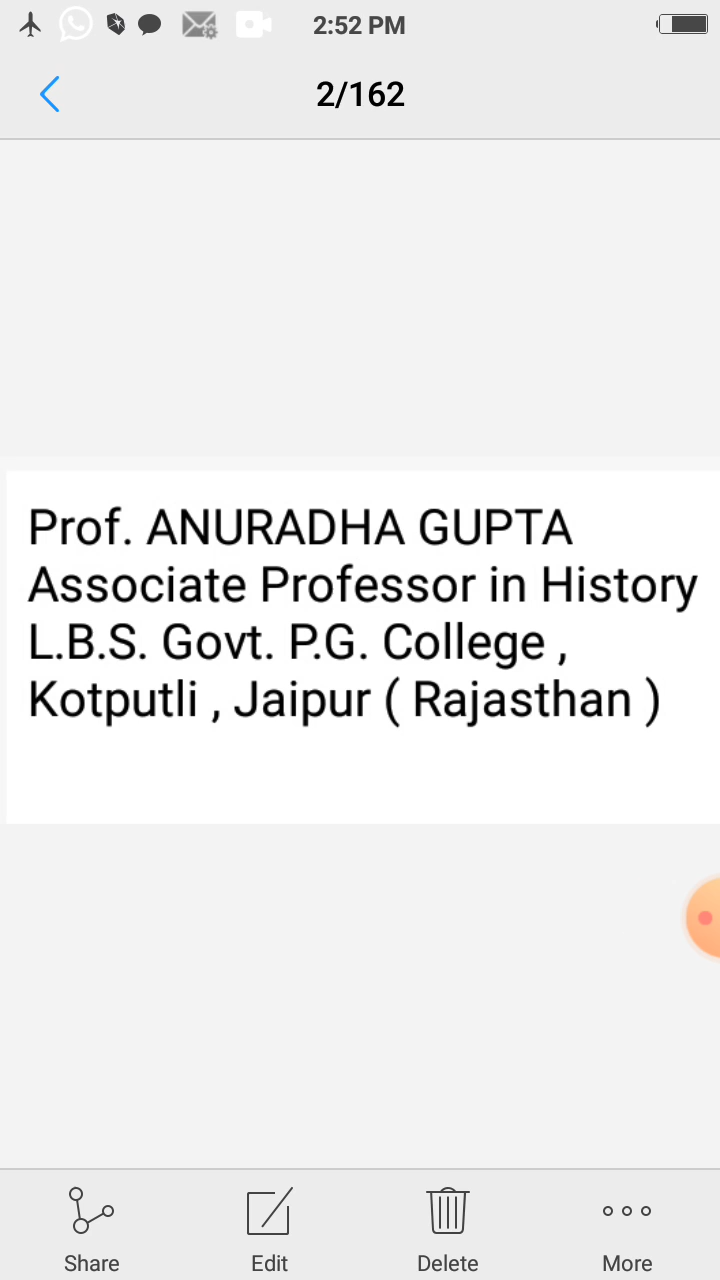 2:52 PM
2/162
Prof. ANURADHA GUPTA
Associate Professor in History
L.B.S. Govt. P.G. College ,
Kotputli , Jaipur ( Rajasthan )
Share Edit Delete More